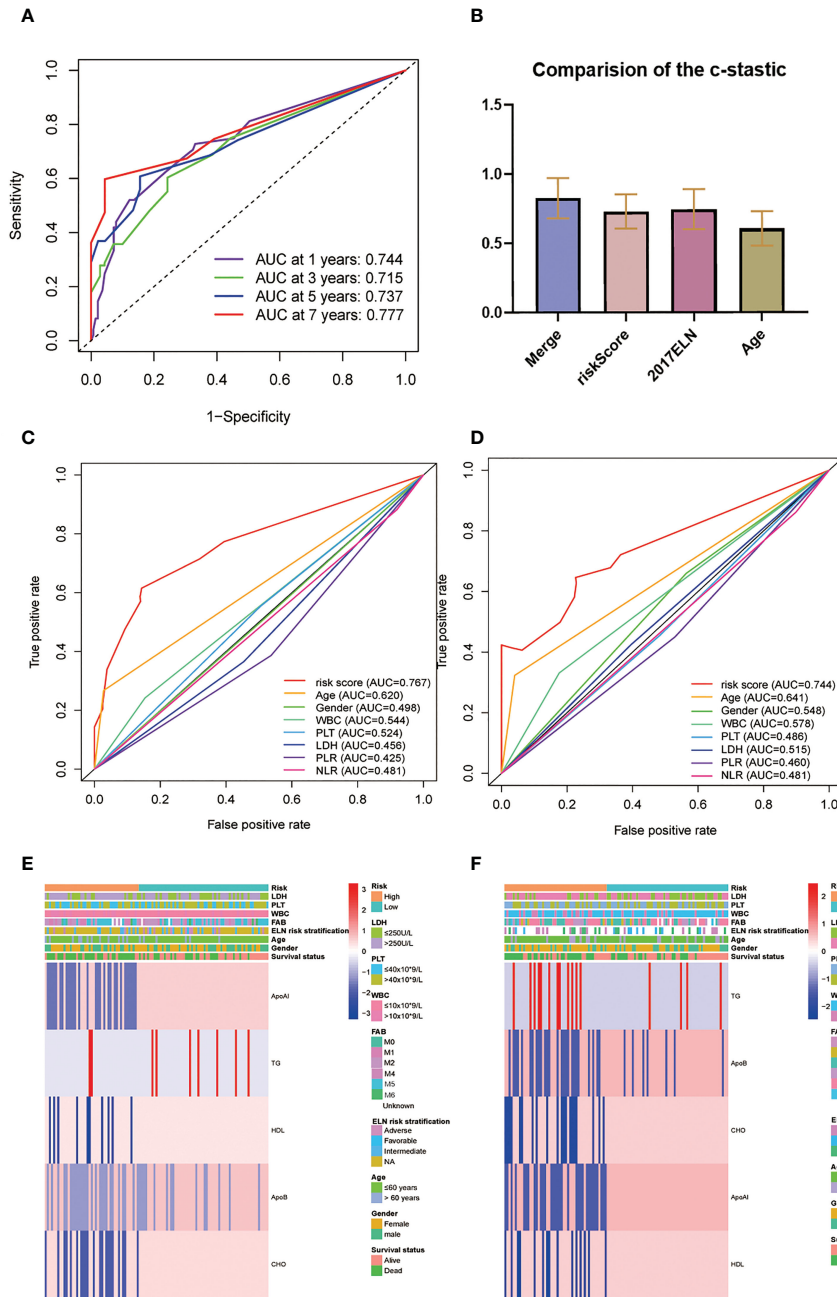 A
1.0
0.8
0.6
0.4
0.2
0.0
Sensitivity
AUC at 1 years: 0.744
AUC at 3 years: 0.715
AUC at 5 years: 0.737
AUC at 7 years: 0.777
0.0 0.2 0.4 0.6 0.8 1.0
1−Specificity
B
Comparision of the c-stastic
1.5
1.0
0.5
0.0
Merge
riskScore
2017ELN
Age
C
1.0
0.8
0.6
0.4
0.2
0.0
True positive rate
risk score (AUC=0.767)
Age (AUC=0.620)
Gender (AUC=0.498)
WBC (AUC=0.544)
PLT (AUC=0.524)
LDH (AUC=0.456)
PLR (AUC=0.425)
NLR (AUC=0.481)
0.0 0.2 0.4 0.6 0.8 1.0
False positive rate
D
1.0
0.8
0.6
0.4
0.2
0.0
True positive rate
risk score (AUC=0.744)
Age (AUC=0.641)
Gender (AUC=0.548)
WBC (AUC=0.578)
PLT (AUC=0.486)
LDH (AUC=0.515)
PLR (AUC=0.460)
NLR (AUC=0.481)
0.0 0.2 0.4 0.6 0.8 1.0
False positive rate
E
Risk
LDH
PLT
WBC
FAB
ELN risk stratification
Age
Gender
Survival status
ApoAI
TG
HDL
ApoB
CHO
3
2
1
0
−1
−2
−3
Risk
High
Low
LDH
≤250U/L
>250U/L
PLT
≤40x10*9/L
>40x10*9/L
WBC
≤10x10*9/L
>10x10*9/L
FAB
M0
M1
M2
M4
M5
M6
Unknown
ELN risk stratification
Adverse
Favorable
Intermediate
NA
Age
≤60 years
> 60 years
Gender
Female
male
Survival status
Alive
Dead
F
Risk
LDH
PLT
WBC
FAB
ELN risk stratification
Age
Gender
Survival status
TG
ApoB
CHO
ApoAI
HDL
2
1
0
−1
−2